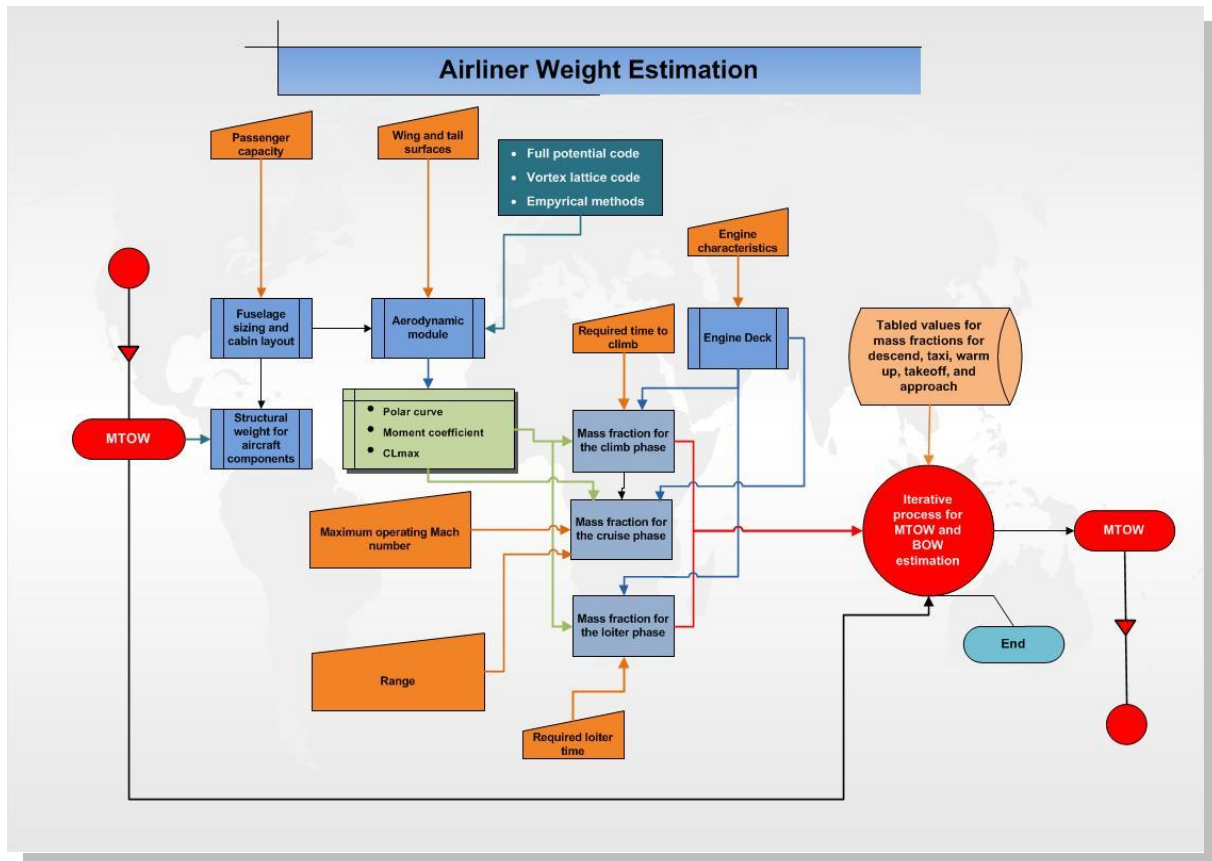 Airliner Weight Estimation
Passenger
capacity
Wing and tail
surfaces
• Full potential code
• Vortex lattice code
• Empyrical methods
Engine
characteristics
Fuselage
sizing and
cabin layout
Aerodynamic
module
Required time to
climb
Engine Deck
Tabled values for
mass fractions for
descend, taxi, warm
up, takeoff, and
approach
MTOW
Structural
weight for
aircraft
components
• Polar curve
• Moment coefficient
• CLmax
Mass fraction for
the climb phase
Maximum operating Mach
number
Mass fraction for
the cruise phase
Iterative
process for
MTOW and
BOW
estimation
MTOW
Mass fraction for
the loiter phase
End
Range
Required loiter
time